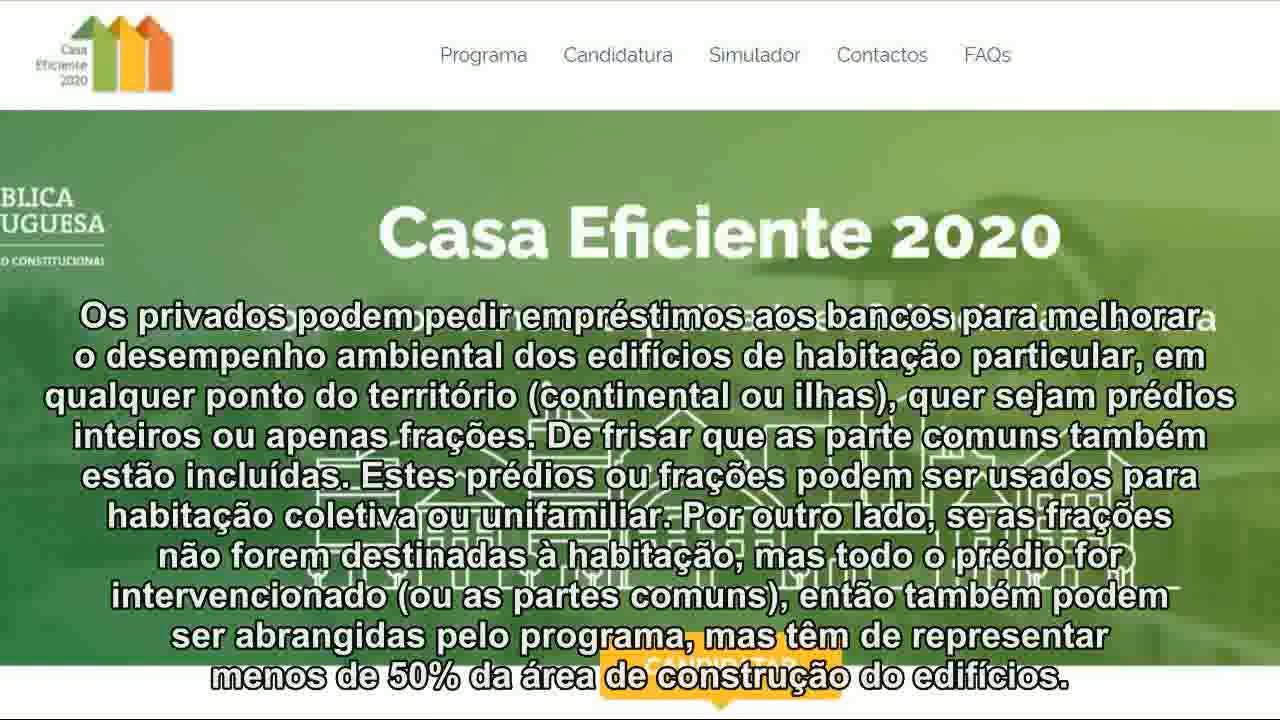 Casa
Eficiente
2020
Programa Candidatura Simulador Contactos FAQs
BLICA
UGUESA
O CONSTITUCIONAL
Casa Eficiente 2020
Os privados podem pedir empréstimos aos bancos para melhorar
o desempenho ambiental dos edifícios de habitação particular, em
qualquer ponto do território (continental ou ilhas), quer sejam prédios
inteiros ou apenas frações. De frisar que as parte comuns também
estão incluídas. Estes prédios ou frações podem ser usados para
habitação coletiva ou unifamiliar. Por outro lado, se as frações
não forem destinadas à habitação, mas todo o prédio for
intervencionado (ou as partes comuns), então também podem
ser abrangidas pelo programa, mas têm de representar
CANDIDATAR
menos de 50% da área de construção do edifícios.